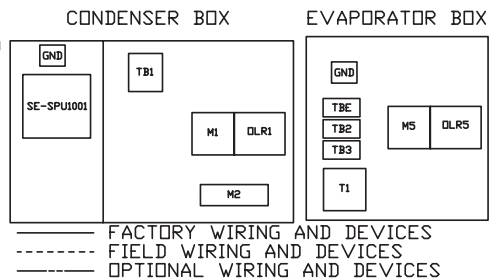 CONDENSER BOX
EVAPORATOR BOX
GND
TB1
SE-SPU1001
M1
OLR1
M2
GND
TBE
TB2
TB3
M5
OLR5
T1
FACTORY WIRING AND DEVICES
FIELD WIRING AND DEVICES
OPTIONAL WIRING AND DEVICES